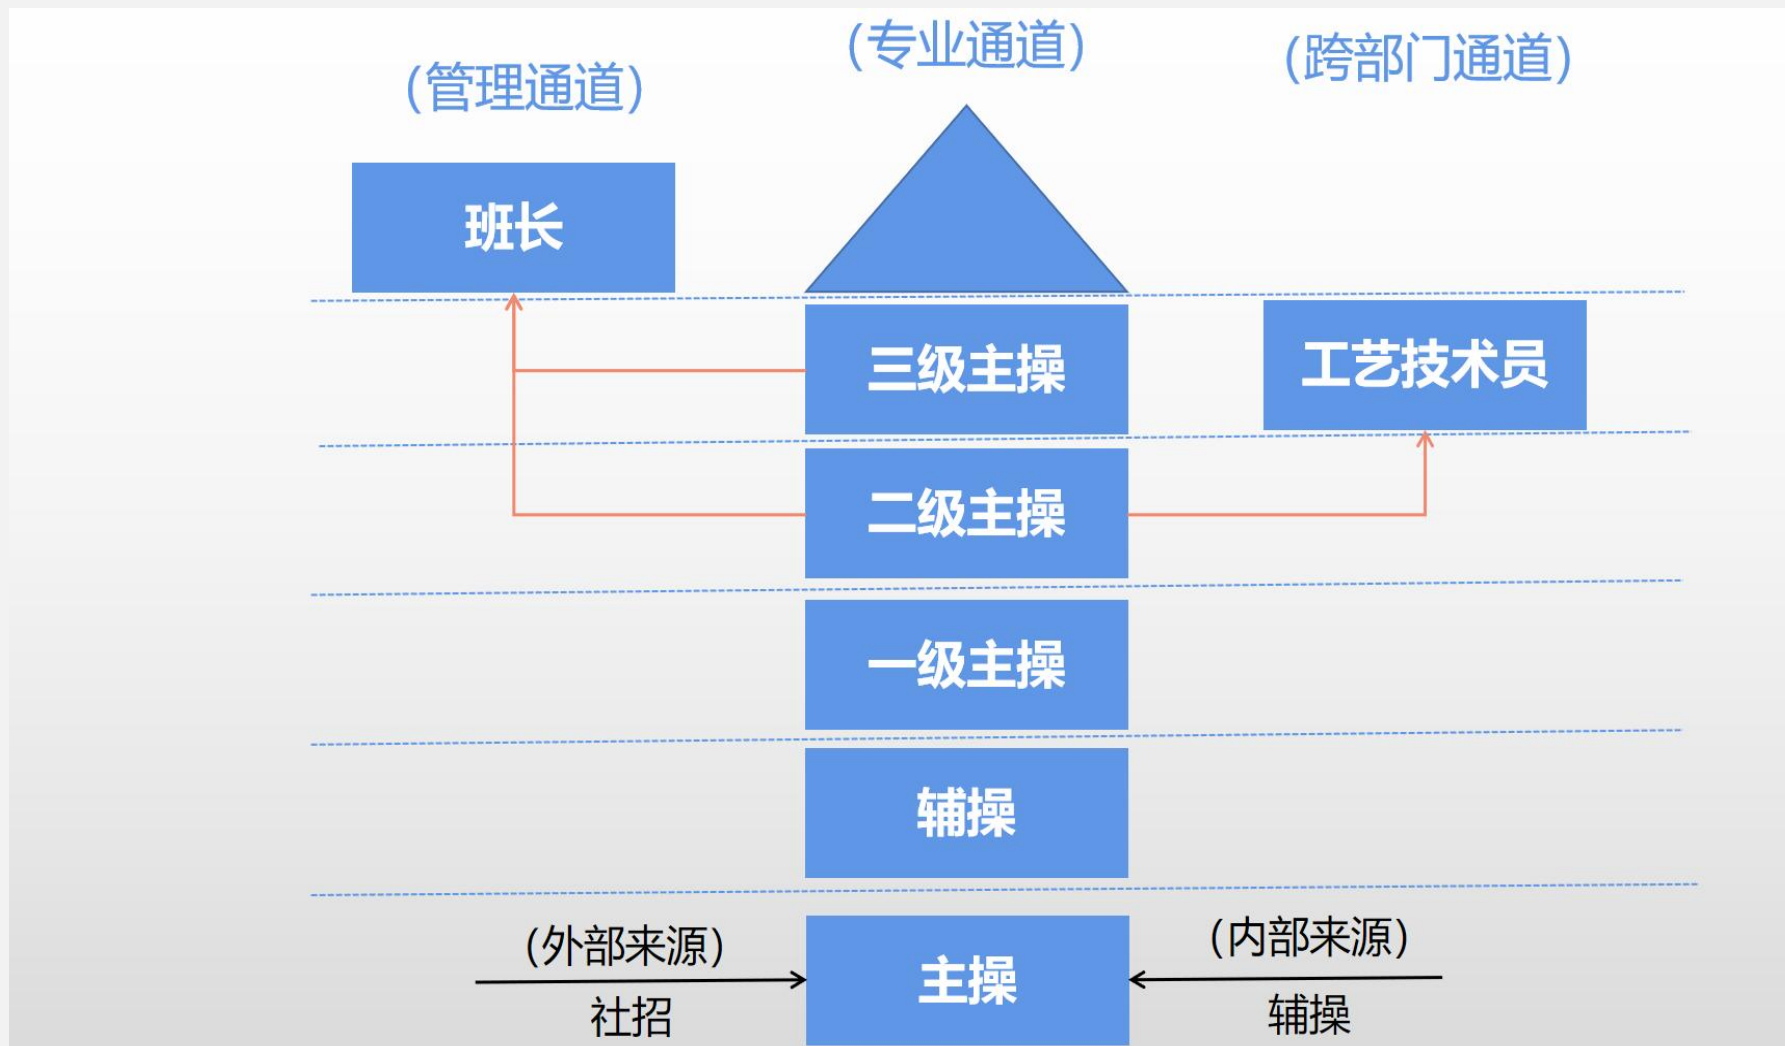 (管理通道)
(专业通道)
(跨部门通道)
班长
三级主操
工艺技术员
二级主操
一级主操
辅操
(外部来源)
社招
主操
(内部来源)
辅操